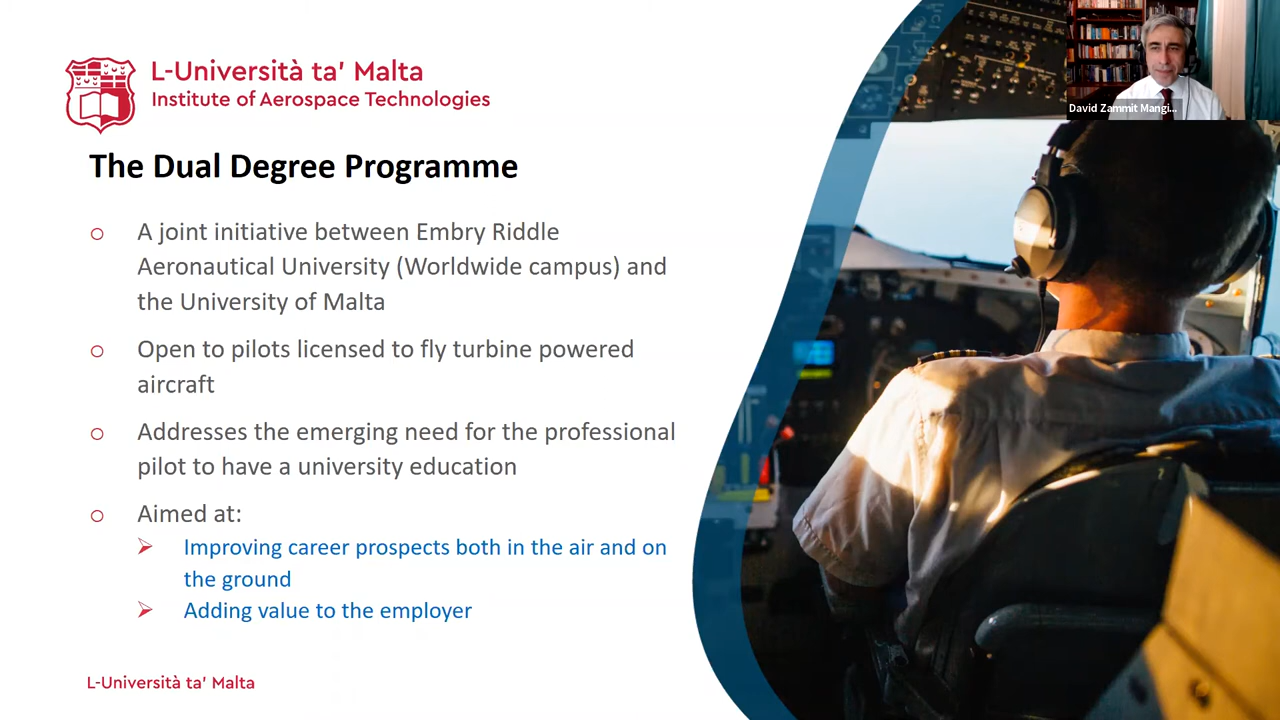 L-Università ta' Malta
Institute of Aerospace Technologies
David Zammit Mangi...
The Dual Degree Programme
o A joint initiative between Embry Riddle
Aeronautical University (Worldwide campus) and
the University of Malta
o Open to pilots licensed to fly turbine powered
aircraft
o Addresses the emerging need for the professional
pilot to have a university education
o Aimed at:
➢ Improving career prospects both in the air and on
the ground
➢ Adding value to the employer
L-Università ta' Malta